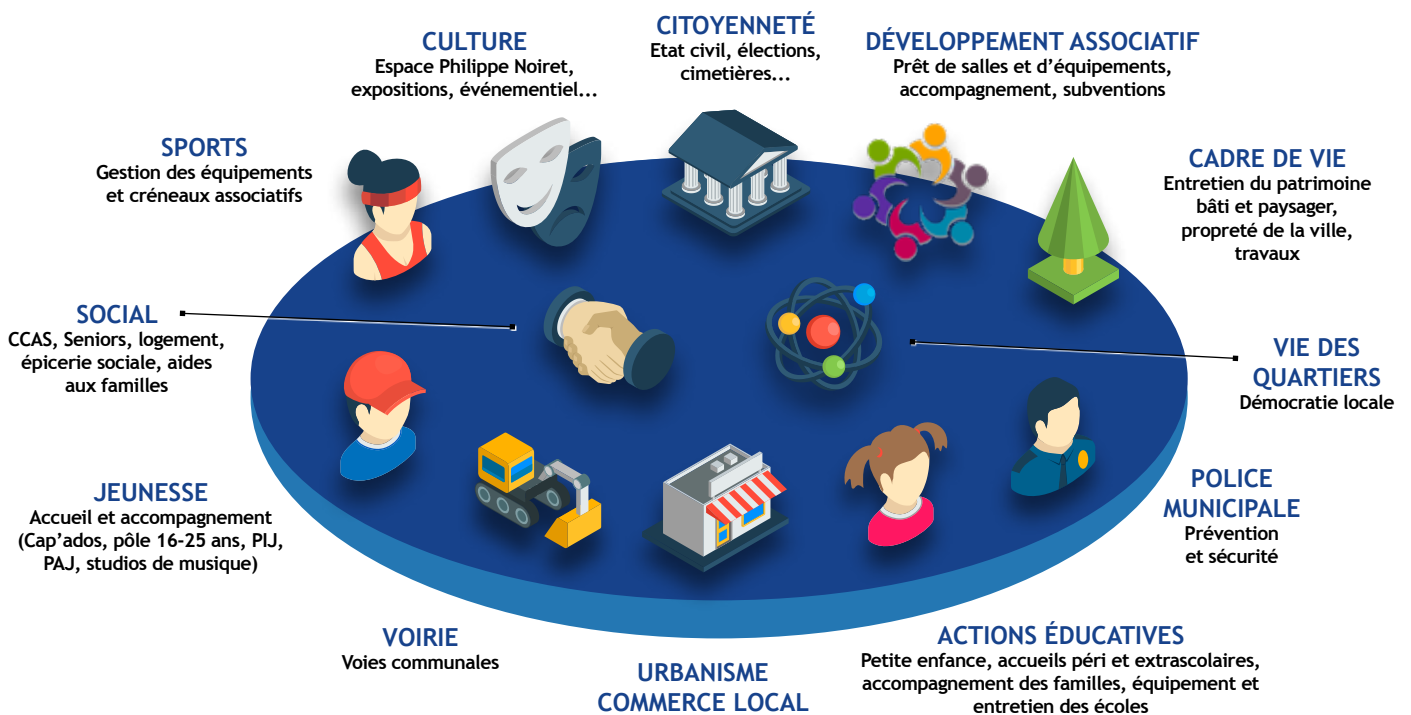 CULTURE
Espace Philippe Noiret,
expositions, événementiel...
CITOYENNETÉ
Etat civil, élections,
cimetières...
DÉVELOPPEMENT ASSOCIATIF
Prêt de salles et d’équipements,
accompagnement, subventions
SPORTS
Gestion des équipements
et créneaux associatifs
CADRE DE VIE
Entretien du patrimoine
bâti et paysager,
propreté de la ville,
travaux
SOCIAL
CCAS, Seniors, logement,
épicerie sociale, aides
aux familles
VIE DES
QUARTIERS
Démocratie locale
JEUNESSE
Accueil et accompagnement
(Cap’ados, pôle 16-25 ans, PIJ,
PAJ, studios de musique)
POLICE
MUNICIPALE
Prévention
et sécurité
VOIRIE
Voies communales
URBANISME
COMMERCE LOCAL
ACTIONS ÉDUCATIVES
Petite enfance, accueils péri et extrascolaires,
accompagnement des familles, équipement et
entretien des écoles